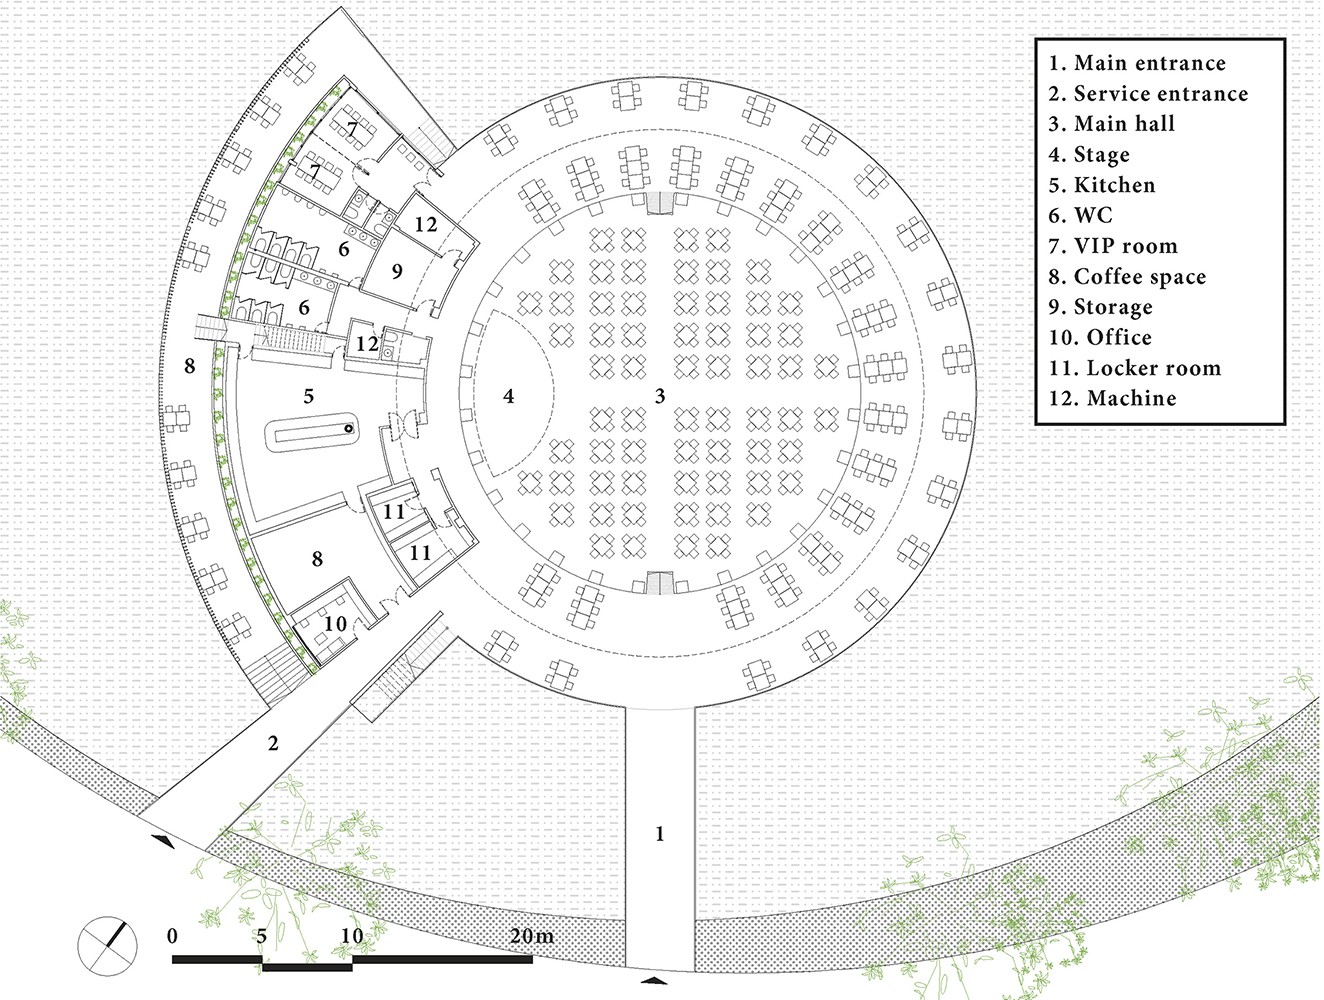 1. Main entrance
2. Service entrance
3. Main hall
4. Stage
5. Kitchen
6. WC
7. VIP room
8. Coffee space
9. Storage
10. Office
11. Locker room
12. Machine
7
7
12
6
9
6
12
8
5
4
3
11
11
8
10
2
1
0 5 10 20m